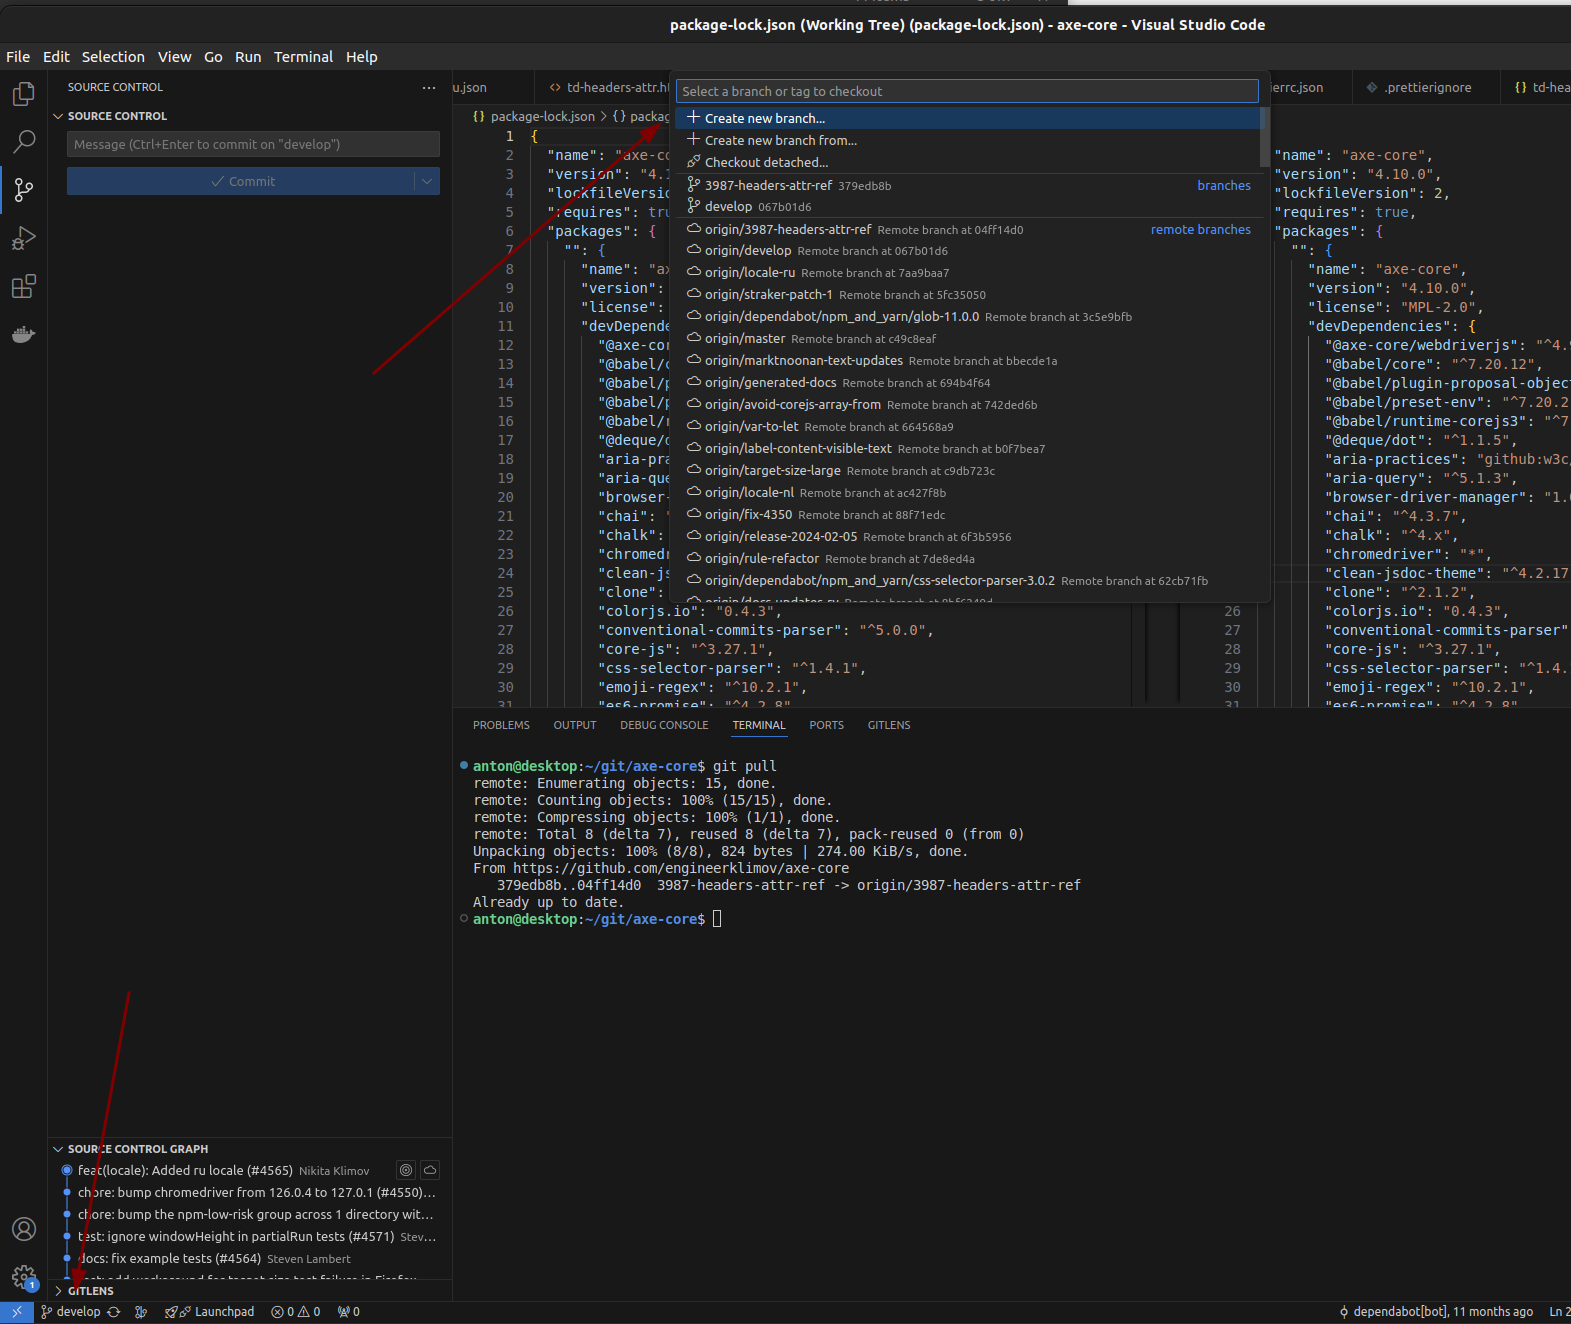 package-lock.json (Working Tree) (package-lock.json) - axe-core - Visual Studio Code
File Edit Selection View Go Run Terminal Help
SOURCE CONTROL
SOURCE CONTROL
Message (Ctrl+Enter to commit on "develop")
Commit
u.json
td-headers-attr.ht
ierrc.json
.prettierignore
{} td-hea
{} package-lock.json > {} packag
Select a branch or tag to checkout
Create new branch...
Create new branch from...
Checkout detached...
3987-headers-attr-ref 379edb8b branches
develop 067b01d6
origin/3987-headers-attr-ref Remote branch at 04ff14d0 remote branches
origin/develop Remote branch at 067b01d6
origin/locale-ru Remote branch at 7aa9baa7
origin/straker-patch-1 Remote branch at 5fc35050
origin/dependabot/npm_and_yarn/glob-11.0.0 Remote branch at 3c5e9bfb
origin/master Remote branch at c49c8eaf
origin/marktnoonan-text-updates Remote branch at bbecde1a
origin/generated-docs Remote branch at 694b4f64
origin/avoid-corejs-array-from Remote branch at 742ded6b
origin/var-to-let Remote branch at 664568a9
origin/label-content-visible-text Remote branch at b0f7bea7
origin/target-size-large Remote branch at c9db723c
origin/locale-nl Remote branch at ac427f8b
origin/fix-4350 Remote branch at 88f71edc
origin/release-2024-02-05 Remote branch at 6f3b5956
origin/rule-refactor Remote branch at 7de8ed4a
origin/dependabot/npm_and_yarn/css-selector-parser-3.0.2 Remote branch at 62cb71fb
1 {
2 "name": "axe-co
3 "version": "4.1
4 "lockfileVersio
5 "requires": tru
6 "packages": {
7 "": {
8 "name": "ax
9 "version":
10 "license":
11 "devDepende
12 "@axe-cor
13 "@babel/c
14 "@babel/p
15 "@babel/p
16 "@babel/r
17 "@deque/d
18 "aria-pra
19 "aria-que
20 "browser-
21 "chai": "
22 "chalk":
23 "chromedr
24 "clean-js
25 "clone":
26 "colorjs.io": "0.4.3",
27 "conventional-commits-parser": "^5.0.0",
28 "core-js": "^3.27.1",
29 "css-selector-parser": "^1.4.1",
30 "emoji-regex": "^10.2.1",
31 "es6-promise": "^4.2.8"
"name": "axe-core",
"version": "4.10.0",
"lockfileVersion": 2,
"requires": true,
"packages": {
"": {
"name": "axe-core",
"version": "4.10.0",
"license": "MPL-2.0",
"devDependencies": {
"@axe-core/webdriverjs": "^4.9
"@babel/core": "^7.20.12",
"@babel/plugin-proposal-object
"@babel/preset-env": "^7.20.2
"@babel/runtime-corejs3": "^7
"@deque/dot": "^1.1.5",
"aria-practices": "github:w3c,
"aria-query": "^5.1.3",
"browser-driver-manager": "1.0
"chai": "^4.3.7",
"chalk": "^4.x",
"chromedriver": "*",
"clean-jsdoc-theme": "^4.2.17
"clone": "^2.1.2",
26 "colorjs.io": "0.4.3",
27 "conventional-commits-parser"
28 "core-js": "^3.27.1",
29 "css-selector-parser": "^1.4.
30 "emoji-regex": "^10.2.1",
31 "es6-promise": "^4.2.8"
PROBLEMS OUTPUT DEBUG CONSOLE TERMINAL PORTS GITLENS
anton@desktop:~/git/axe-core$ git pull
remote: Enumerating objects: 15, done.
remote: Counting objects: 100% (15/15), done.
remote: Compressing objects: 100% (1/1), done.
remote: Total 8 (delta 7), reused 8 (delta 7), pack-reused 0 (from 0)
Unpacking objects: 100% (8/8), 824 bytes | 274.00 KiB/s, done.
From https://github.com/engineerklimov/axe-core
379edb8b..04ff14d0 3987-headers-attr-ref -> origin/3987-headers-attr-ref
Already up to date.
anton@desktop:~/git/axe-core$
SOURCE CONTROL GRAPH
feat(locale): Added ru locale (#4565) Nikita Klimov
chore: bump chromedriver from 126.0.4 to 127.0.1 (#4550)...
chore: bump the npm-low-risk group across 1 directory wit...
test: ignore windowHeight in partialRun tests (#4571) Stev...
docs: fix example tests (#4564) Steven Lambert
GITLENS
1
develop Launchpad 0 0 0 dependabot[bot], 11 months ago Ln 2